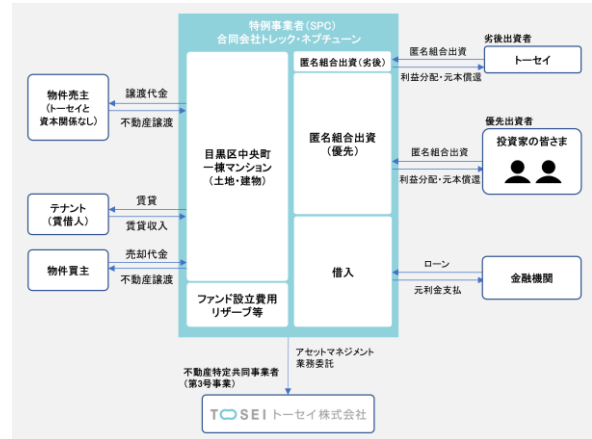 特例事業者(SPC)
合同会社トレック・ネプチューン
物件売主
(トーセイと
資本関係なし)
譲渡代金
不動産譲渡
テナント
(賃借人)
賃貸
賃貸収入
物件買主
売却代金
不動産譲渡
目黒区中央町
一棟マンション
(土地・建物)
ファンド設立費用
リザーブ等
匿名組合出資(劣後)
匿名組合出資
(優先)
借入
劣後出資者
匿名組合出資
トーセイ
利益分配・元本償還
優先出資者
匿名組合出資
投資家の皆さま
利益分配・元本償還
ローン
金融機関
元利金支払
アセットマネジメント
業務委託
不動産特定共同事業者
(第3号事業)
TOSEI トーセイ株式会社